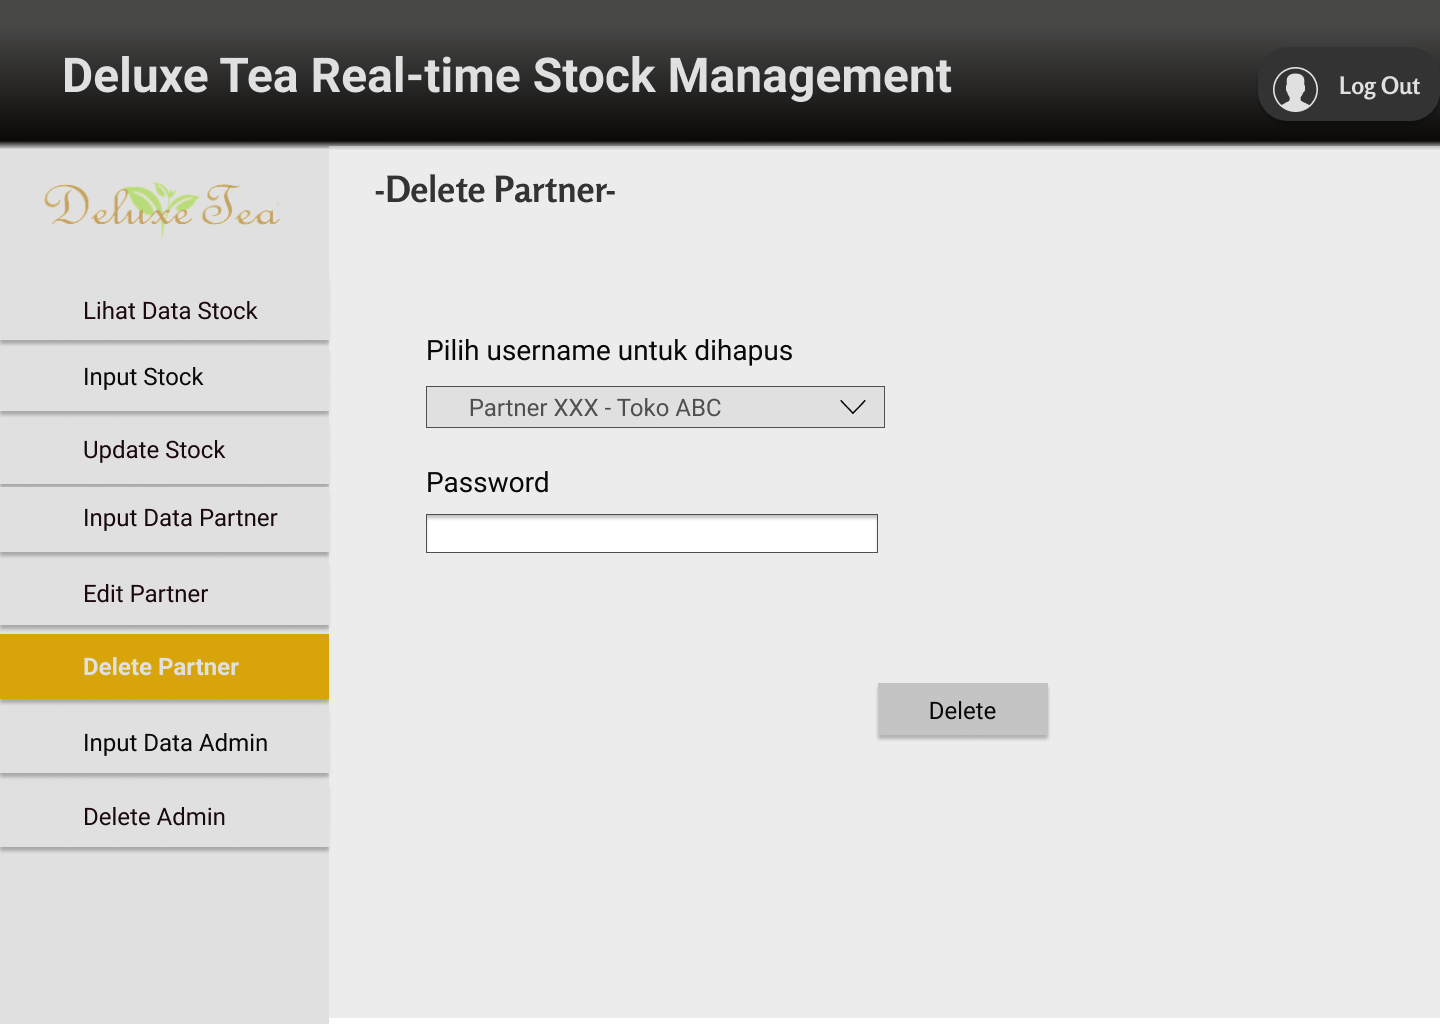 Deluxe Tea Real-time Stock Management
Log Out
Deluxe Tea
-Delete Partner-
Lihat Data Stock
Input Stock
Update Stock
Input Data Partner
Edit Partner
Delete Partner
Input Data Admin
Delete Admin
Pilih username untuk dihapus
Partner XXX - Toko ABC
Password
Delete